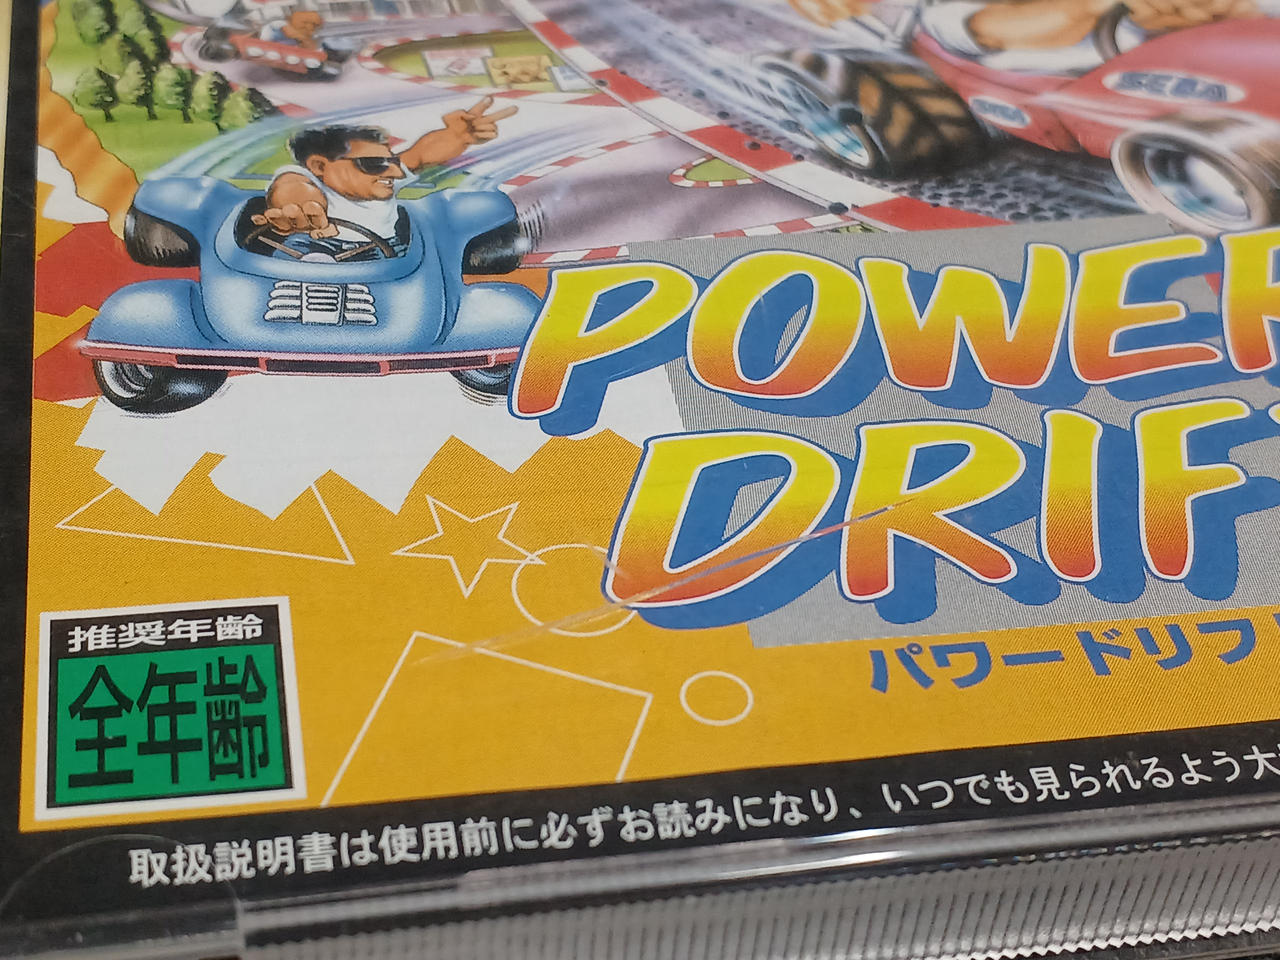 SEGA
POWER
DRIF
パワードリフ
推奨年齢
全年齢
取扱説明書は使用前に必ずお読みになり、いつでも見られるよう大